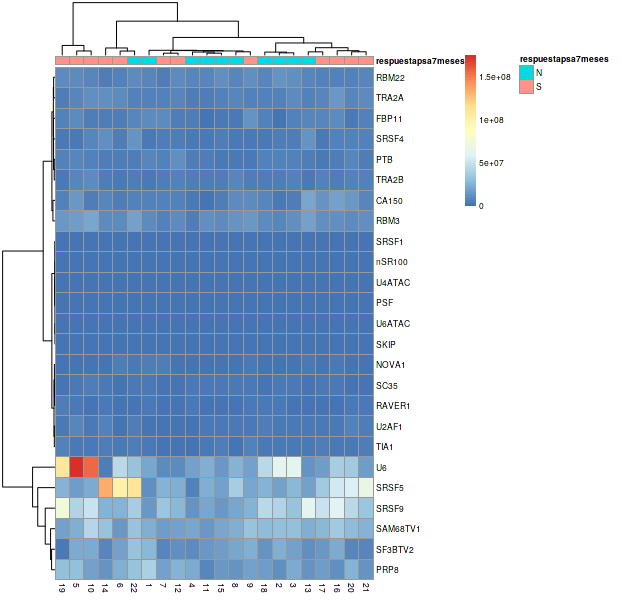 respuestapsa7meses
RBM22
TRA2A
FBP11
SRSF4
PTB
TRA2B
CA150
RBM3
SRSF1
nSR100
U4ATAC
PSF
U6ATAC
SKIP
NOVA1
SC35
RAVER1
U2AF1
TIA1
U6
SRSF5
SRSF9
SAM68TV1
SF3BTV2
PRP8
19 5 10 14 6 22 1 7 12 4 11 15 8 9 18 2 3 13 17 16 20 21
1.5e+08
1e+08
5e+07
0
respuestapsa7meses
N
S